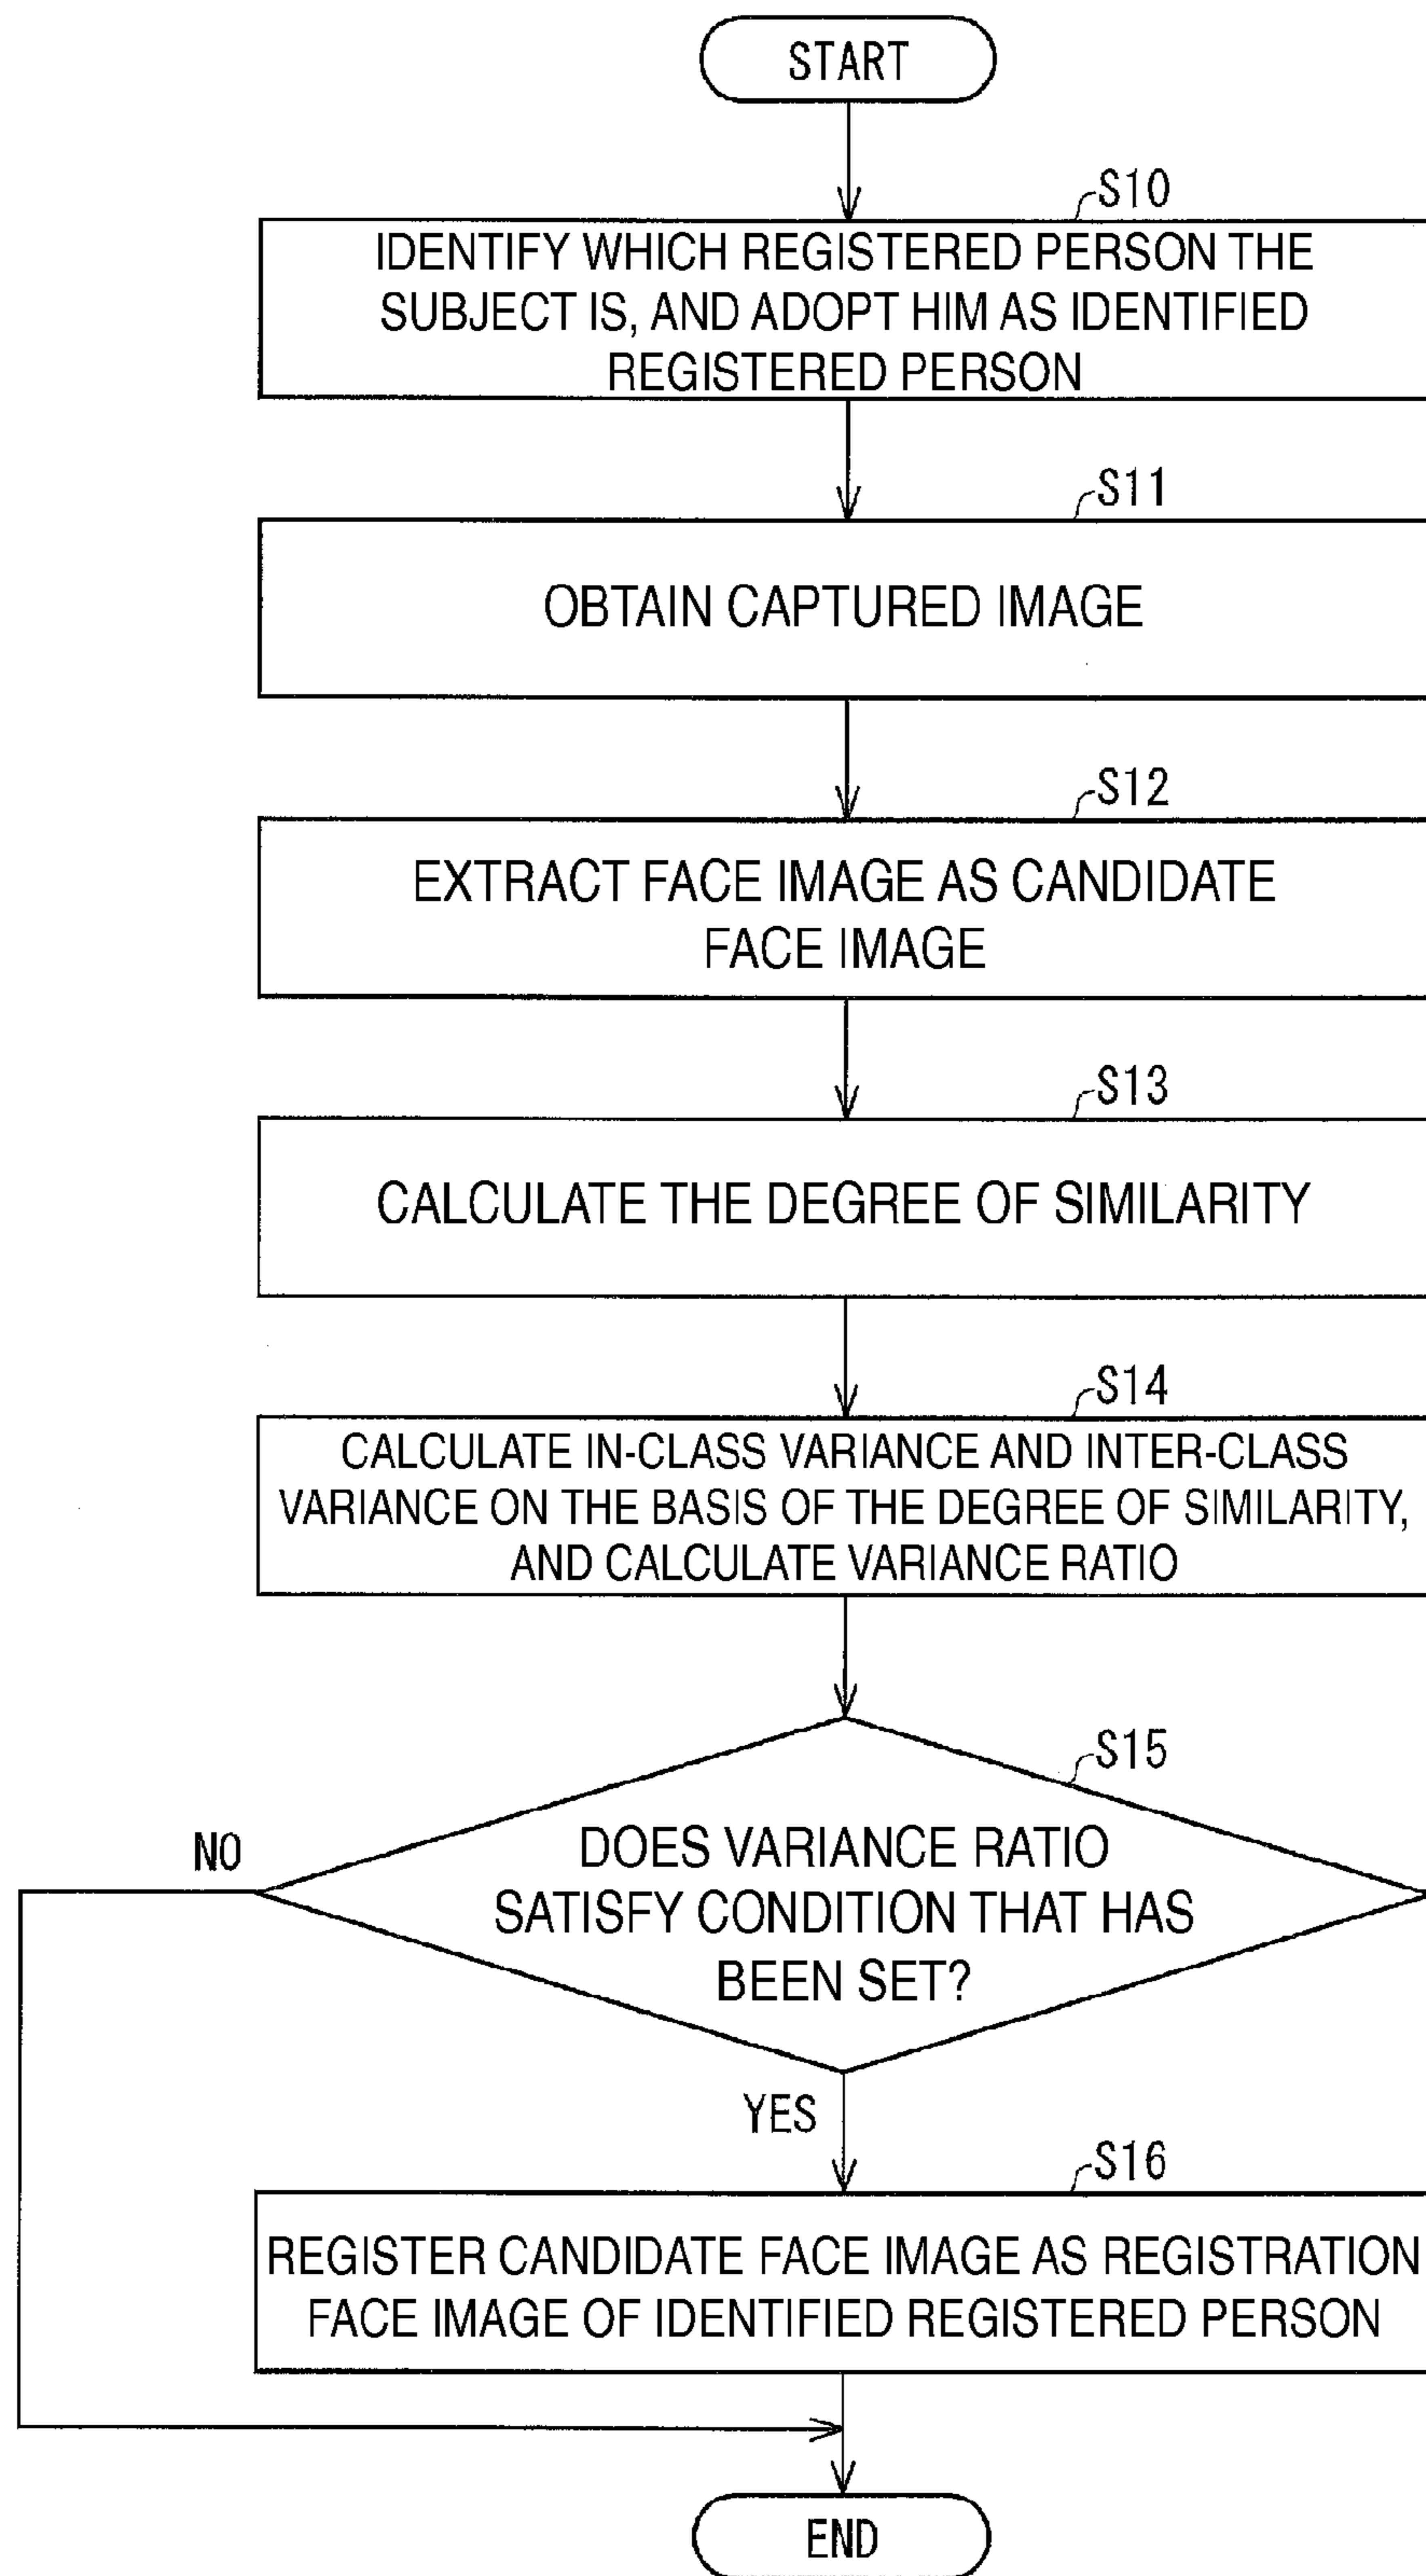 START
S10
IDENTIFY WHICH REGISTERED PERSON THE
SUBJECT IS, AND ADOPT HIM AS IDENTIFIED
REGISTERED PERSON
S11
OBTAIN CAPTURED IMAGE
S12
EXTRACT FACE IMAGE AS CANDIDATE
FACE IMAGE
S13
CALCULATE THE DEGREE OF SIMILARITY
S14
CALCULATE IN-CLASS VARIANCE AND INTER-CLASS
VARIANCE ON THE BASIS OF THE DEGREE OF SIMILARITY,
AND CALCULATE VARIANCE RATIO
S15
NO
DOES VARIANCE RATIO
SATISFY CONDITION THAT HAS
BEEN SET?
YES
S16
REGISTER CANDIDATE FACE IMAGE AS REGISTRATION
FACE IMAGE OF IDENTIFIED REGISTERED PERSON
END